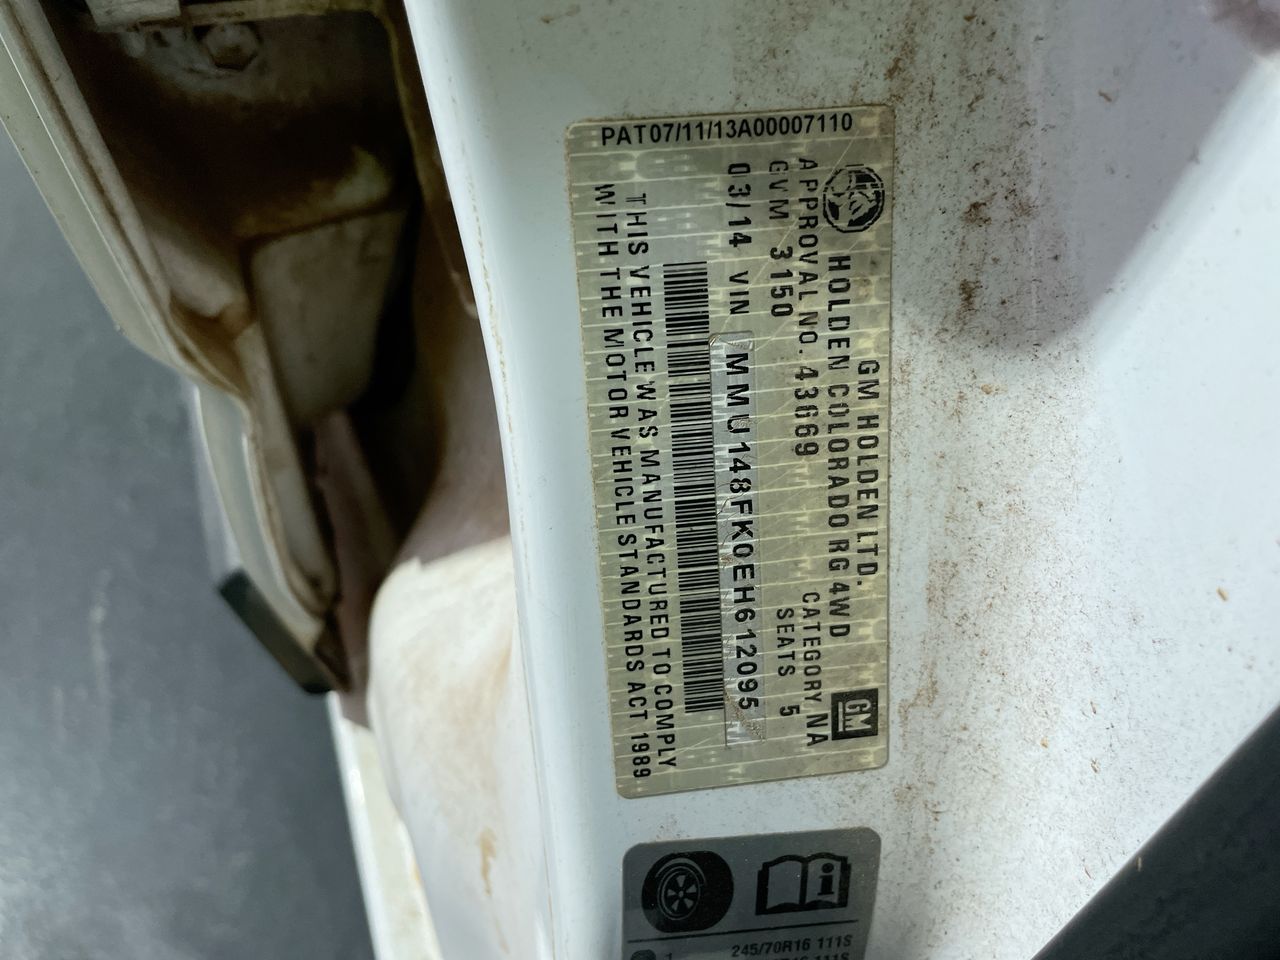 PAT07/11/13A00007110
GM HOLDEN LTD.
HOLDEN COLORADO RG 4WD
APPROVAL NO. 43669 CATEGORY NA
GVM 3150 SEATS 5
03/14 VIN MMU148FK0EH612095
THIS VEHICLE WAS MANUFACTURED TO COMPLY
WITH THE MOTOR VEHICLE STANDARDS ACT 1989
GM
245/70R16 111S